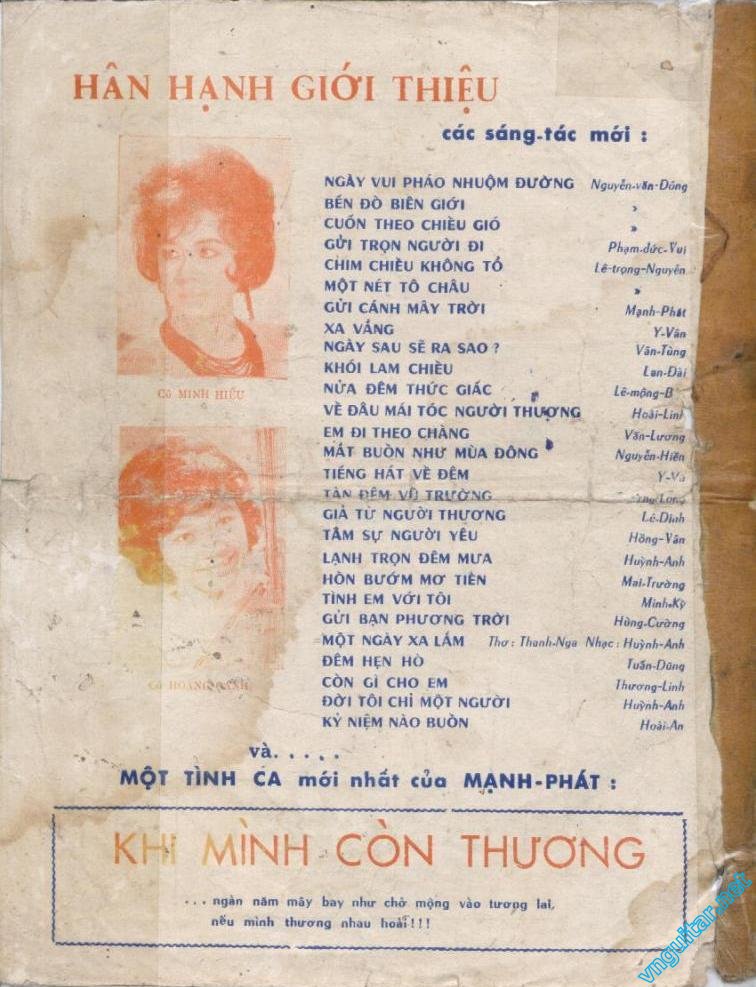 HÂN HẠNH GIỚI THIỆU
các sáng-tác mới :
NGÀY VUI PHÁO NHUỘM ĐƯỜNG Nguyễn-văn-Đông
BẾN ĐÒ BIÊN GIỚI »
CUỐN THEO CHIỀU GIÓ »
GỬI TRỌN NGƯỜI ĐI Phạm-đức-Vui
CHIM CHIỀU KHÔNG TỔ Lê-trọng-Nguyễn
MỘT NÉT TÔ CHÂU »
GỬI CÁNH MÂY TRỜI Mạnh-Phát
XA VẮNG Y-Vân
NGÀY SAU SẼ RA SAO ? Văn-Tùng
KHÓI LAM CHIỀU Lan-Đài
NỬA ĐÊM THỨC GIẤC Lê-mộng-B
VỀ ĐÂU MÁI TÓC NGƯỜI THƯƠNG Hoài-Linh
EM ĐI THEO CHÀNG Văn-Lương
MẮT BUỒN NHƯ MÙA ĐÔNG Nguyễn-Hiền
TIẾNG HÁT VỀ ĐÊM Y-Vũ
TÀN ĐÊM VŨ TRƯỜNG
GIÃ TỪ NGƯỜI THƯƠNG Lê-Dinh
TÂM SỰ NGƯỜI YÊU Hồng-Vân
LẠNH TRỌN ĐÊM MƯA Huỳnh-Anh
HỒN BƯỚM MƠ TIÊN Mai-Trường
TÌNH EM VỚI TÔI Minh-Kỳ
GỬI BẠN PHƯƠNG TRỜI Hùng-Cường
MỘT NGÀY XA LẮM Thơ : Thanh-Nga Nhạc : Huỳnh-Anh
ĐÊM HẸN HÒ Tuấn-Dũng
CÒN GÌ CHO EM Thương-Linh
ĐỜI TÔI CHỈ MỘT NGƯỜI Huỳnh-Anh
KỶ NIỆM NÀO BUỒN Hoài-An
Cô MINH HIẾU
Cô HOÀNG OANH
và. . . . .
MỘT TÌNH CA mới nhất của MẠNH-PHÁT :
KHI MÌNH CÒN THƯƠNG
. . . ngàn năm mây bay như chở mộng vào tương lai,
nếu mình thương nhau hoài ! ! !
vnguitar.net